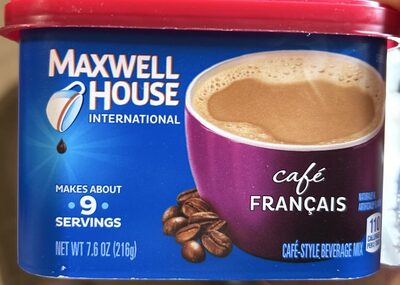 MAXWELL
HOUSE
INTERNATIONAL
MAKES ABOUT
9
SERVINGS
NET WT 7.6 OZ (216g)
café
FRANÇAIS
110
CAFÉ-STYLE BEVERAGE MIX